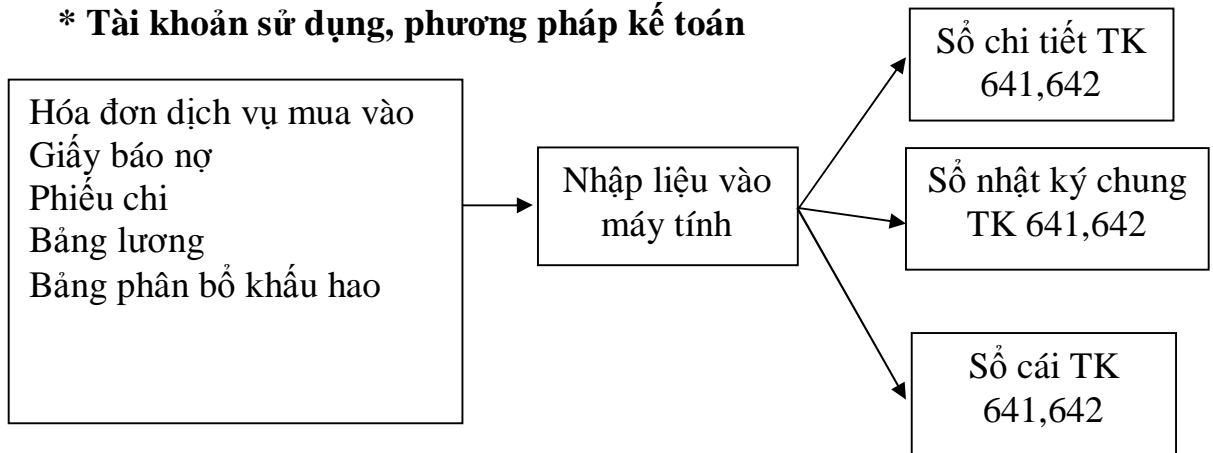 * Tài khoản sử dụng, phương pháp kế toán
Hóa đơn dịch vụ mua vào
Giấy báo nợ
Phiếu chi
Bảng lương
Bảng phân bổ khấu hao
Nhập liệu vào
máy tính
Sổ chi tiết TK
641,642
Sổ nhật ký chung
TK 641,642
Sổ cái TK
641,642